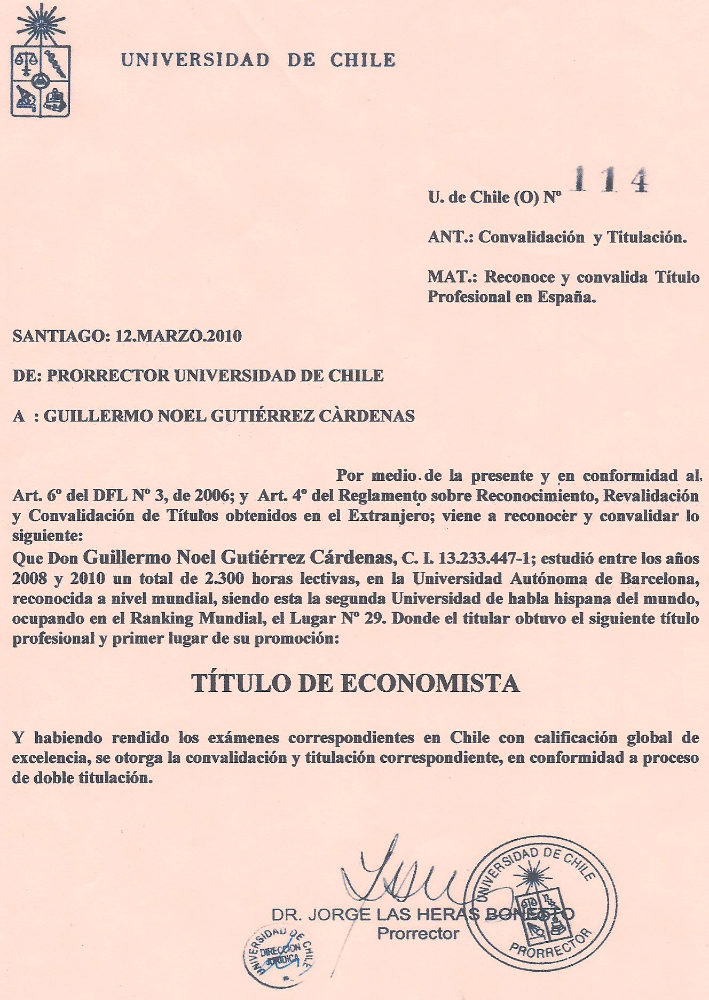 UNIVERSIDAD DE CHILE
U. de Chile (O) Nº 114
ANT.: Convalidación y Titulación.
MAT.: Reconoce y convalida Título
Profesional en España.
SANTIAGO: 12.MARZO.2010
DE: PRORRECTOR UNIVERSIDAD DE CHILE
A : GUILLERMO NOEL GUTIÉRREZ CÀRDENAS
Por medio de la presente y en conformidad al
Art. 6º del DFL Nº 3, de 2006; y Art. 4º del Reglamento sobre Reconocimiento, Revalidación
y Convalidación de Títulos obtenidos en el Extranjero; viene a reconocer y convalidar lo
siguiente:
Que Don Guillermo Noel Gutiérrez Cárdenas, C. I. 13.233.447-1; estudió entre los años
2008 y 2010 un total de 2.300 horas lectivas, en la Universidad Autónoma de Barcelona,
reconocida a nivel mundial, siendo esta la segunda Universidad de habla hispana del mundo,
ocupando en el Ranking Mundial, el Lugar Nº 29. Donde el titular obtuvo el siguiente título
profesional y primer lugar de su promoción:
TÍTULO DE ECONOMISTA
Y habiendo rendido los exámenes correspondientes en Chile con calificación global de
excelencia, se otorga la convalidación y titulación correspondiente, en conformidad a proceso
de doble titulación.
DR. JORGE LAS HERAS BONETTO
Prorrector
UNIVERSIDAD DE CHILE
PRORRECTOR
UNIVERSIDAD DE CHILE
DIRECCION
JURIDICA